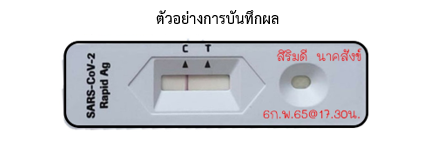 ตัวอย่างการบันทึกผล
SARS-CoV-2
Rapid Ag
C T
สิริมดี นาคสังข์
6ก.พ.65@17.30น.